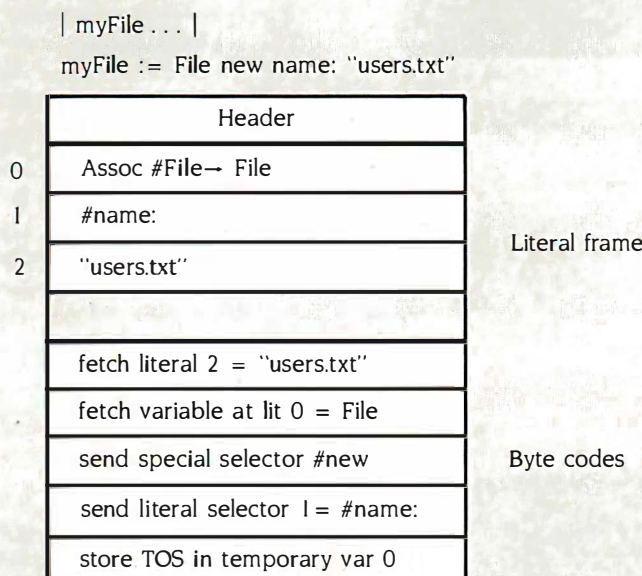 | myFile . . . |
myFile := File new name: "users.txt"
Header
0 Assoc #File→ File
1 #name:
2 "users.txt"
Literal frame
fetch literal 2 = "users.txt"
fetch variable at lit 0 = File
send special selector #new
Byte codes
send literal selector 1 = #name:
store TOS in temporary var 0